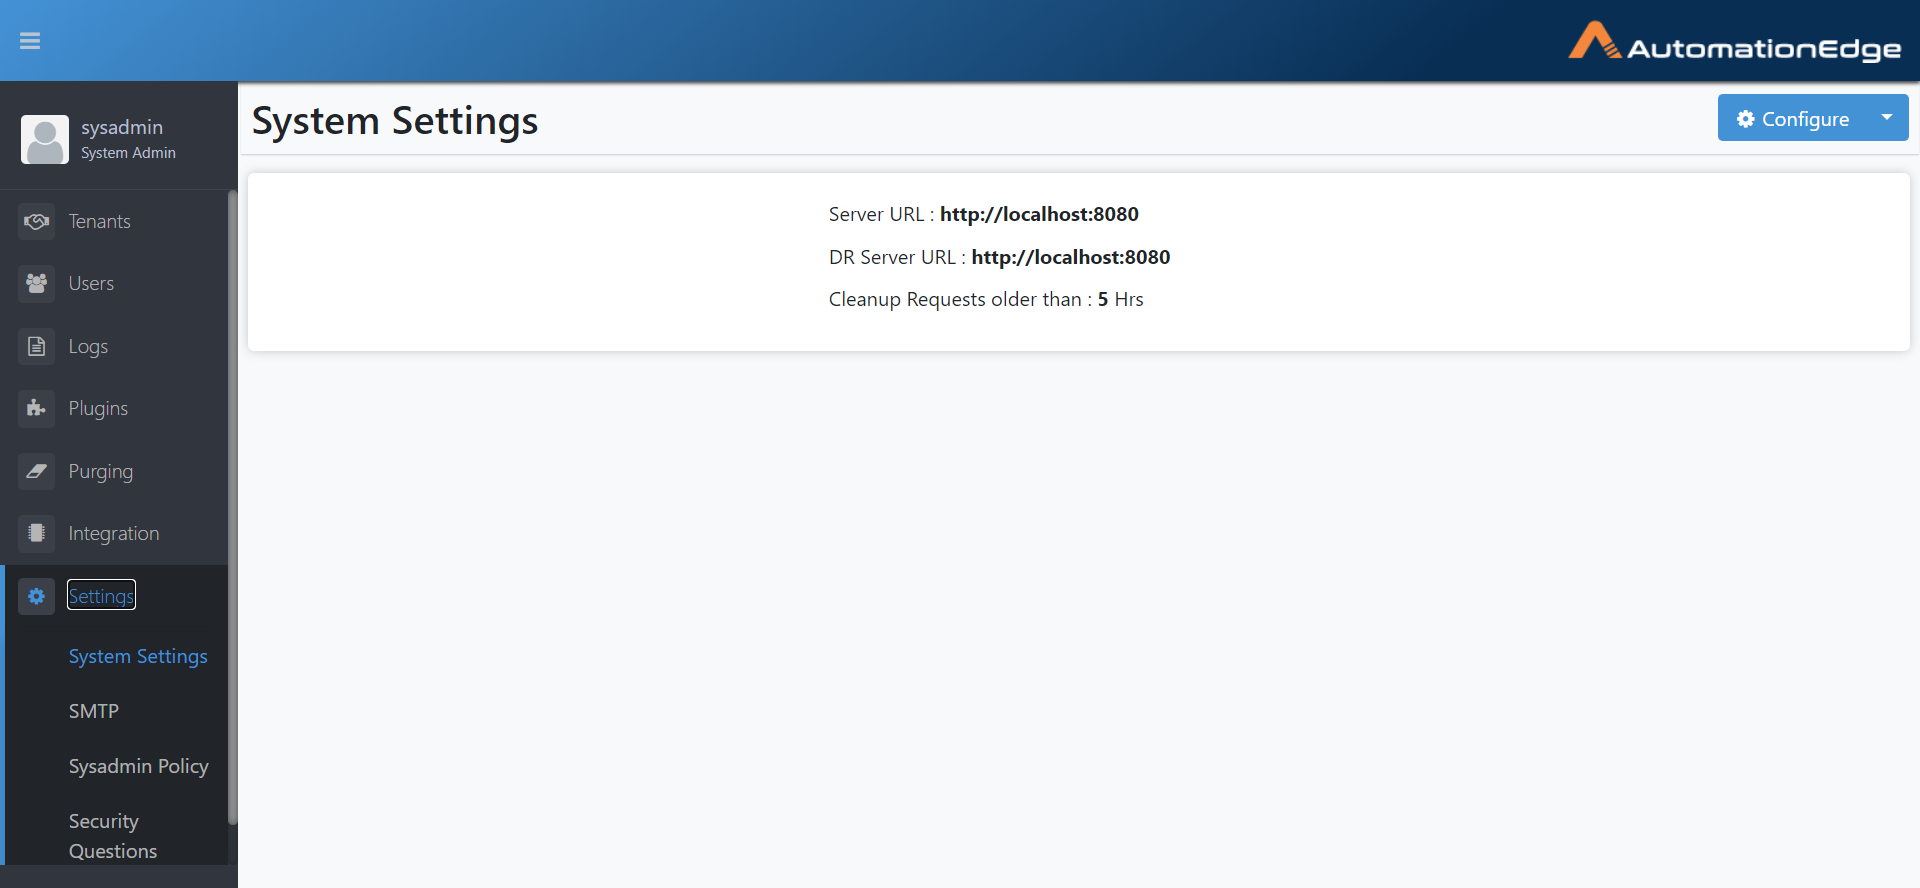 AutomationEdge
sysadmin
System Admin
Tenants
Users
Logs
Plugins
Purging
Integration
Settings
System Settings
SMTP
Sysadmin Policy
Security
Questions
System Settings
Configure
Server URL : http://localhost:8080
DR Server URL : http://localhost:8080
Cleanup Requests older than : 5 Hrs